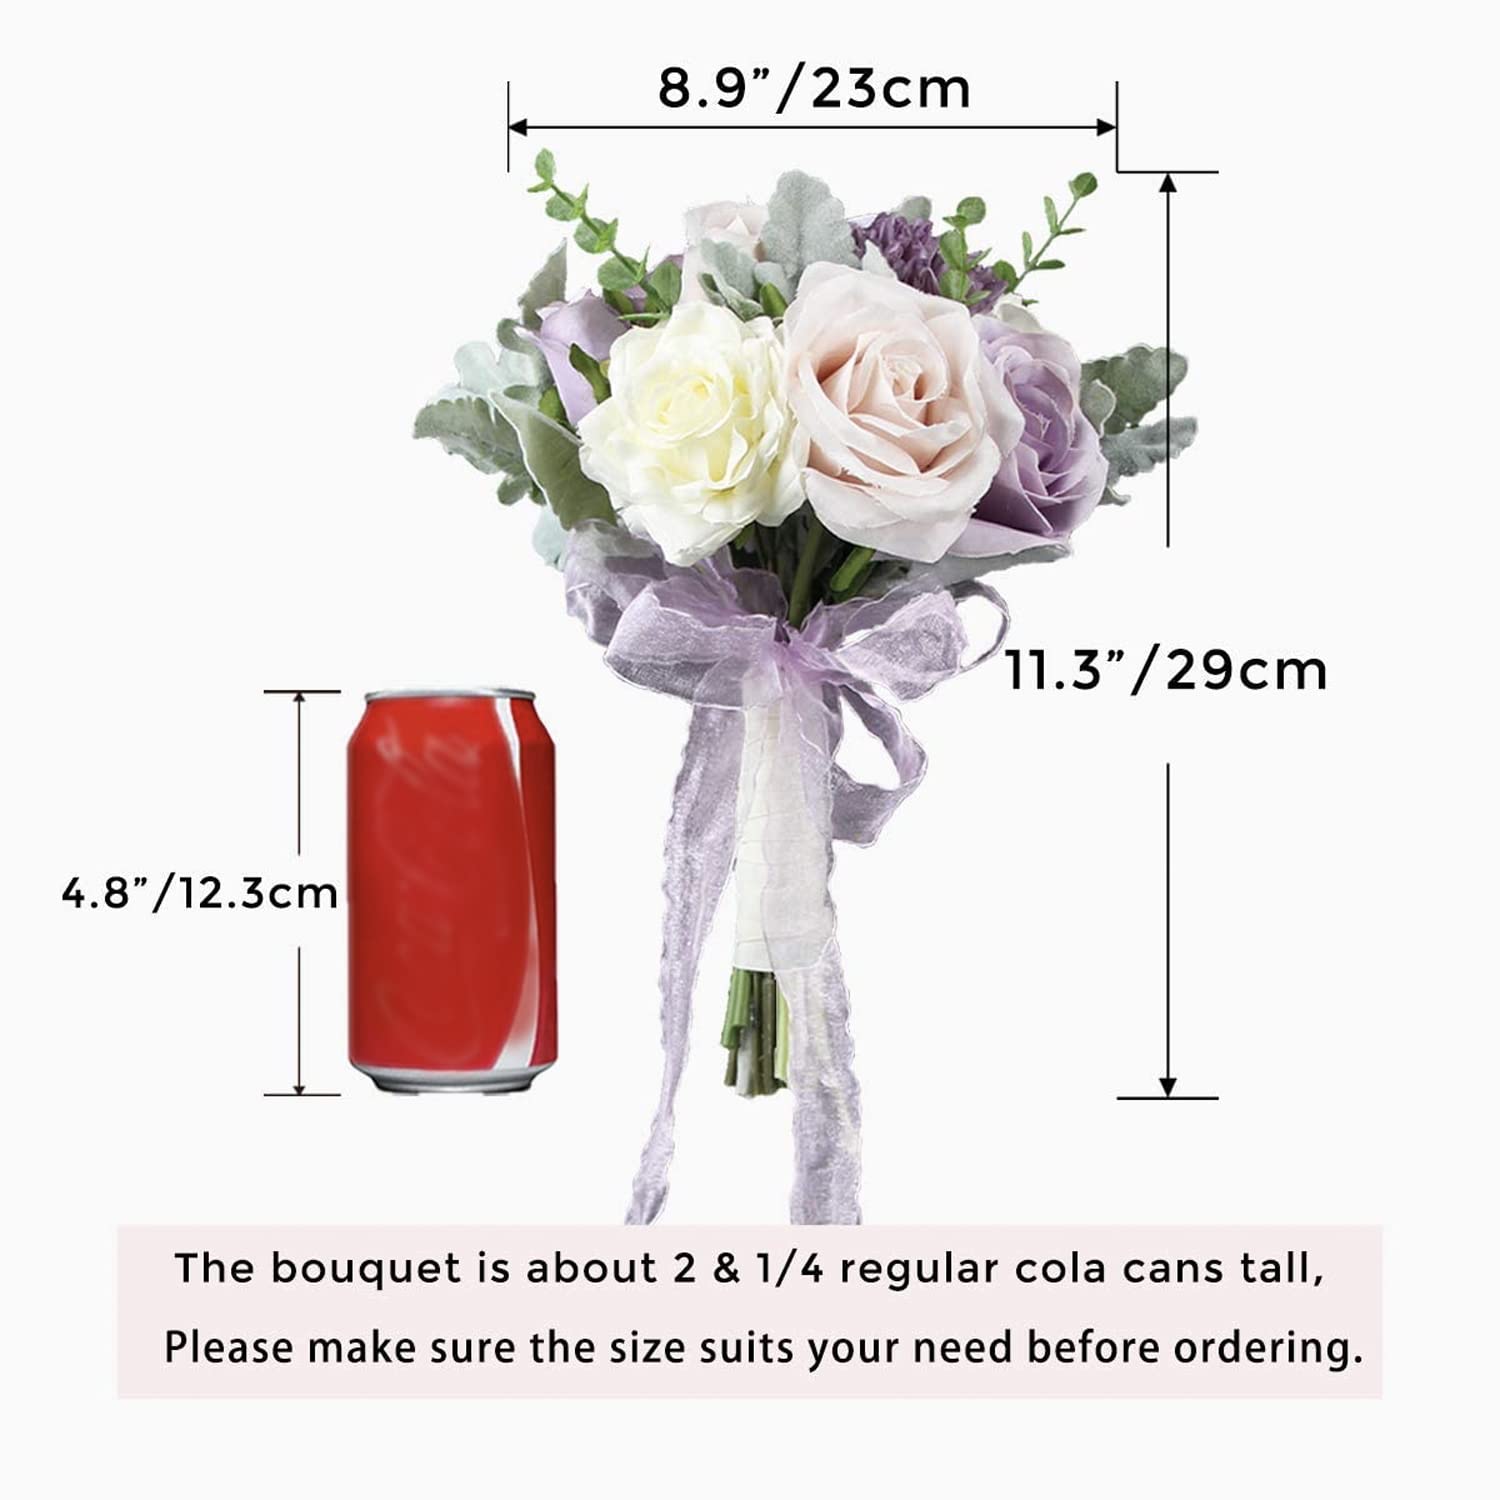 8.9”/23cm
11.3”/29cm
4.8”/12.3cm
The bouquet is about 2 & 1/4 regular cola cans tall,
Please make sure the size suits your need before ordering.